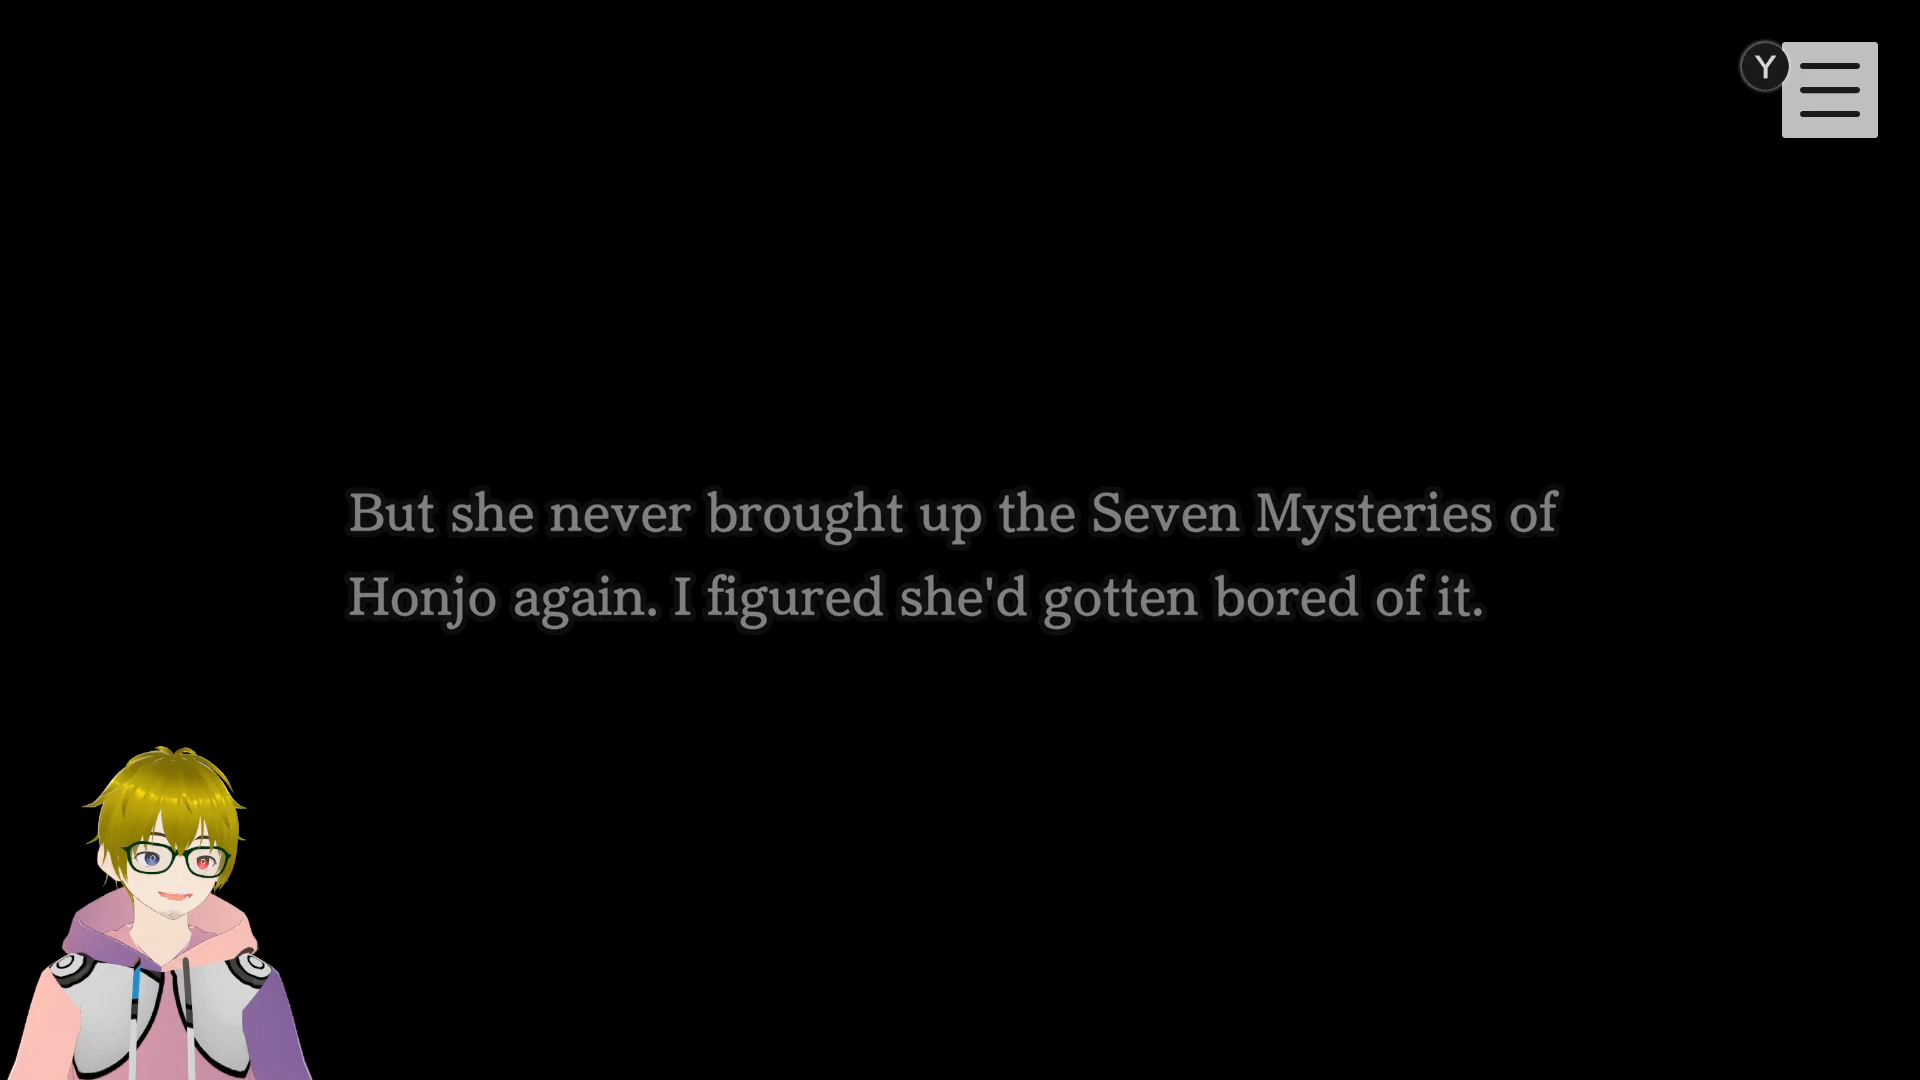 Y
But she never brought up the Seven Mysteries of
Honjo again. I figured she'd gotten bored of it.